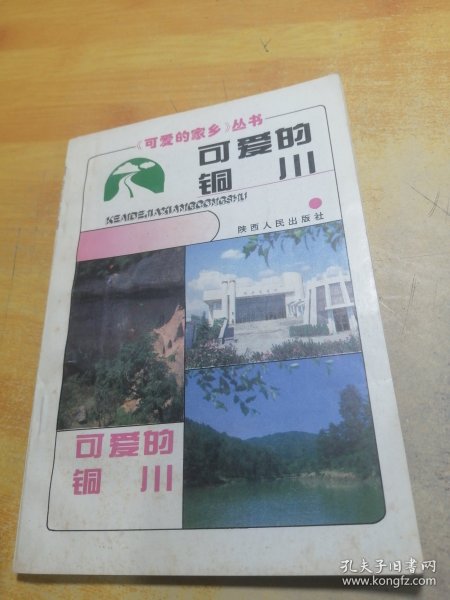 《可爱的家乡》丛书
可爱的
铜川
KEAIDEJIAXIANGCONGSHU
陕西人民出版社
可爱的
铜川
孔夫子旧书网
www.kongfz.com